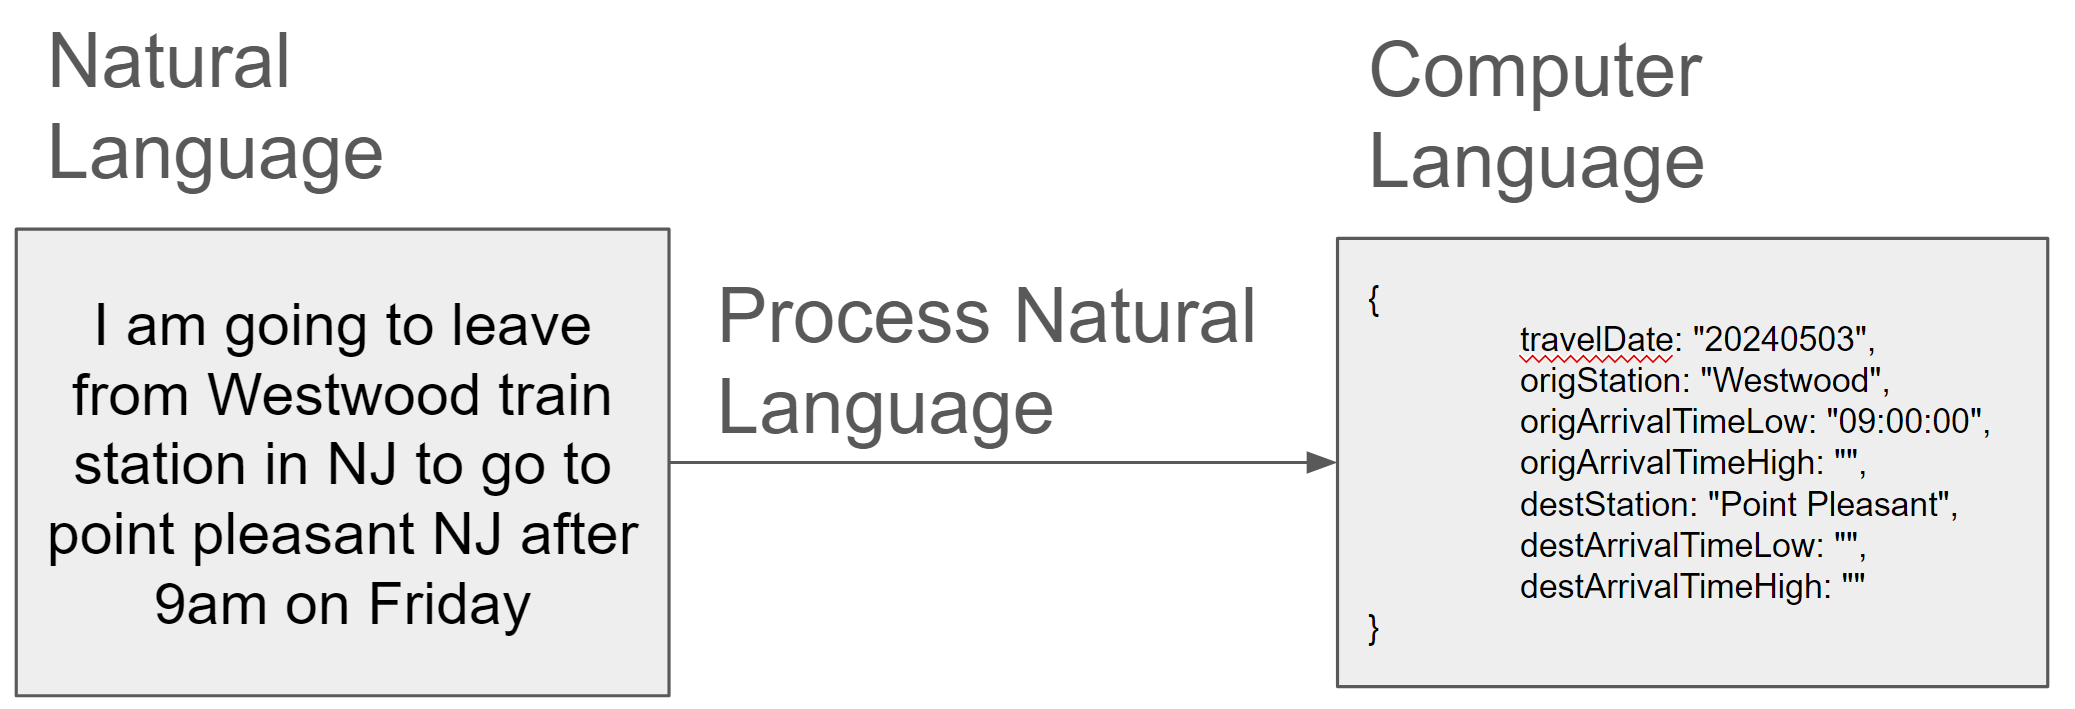 Natural
Language
I am going to leave
from Westwood train
station in NJ to go to
point pleasant NJ after
9am on Friday
Process Natural
Language
Computer
Language
{
travelDate: "20240503",
origStation: "Westwood",
origArrivalTimeLow: "09:00:00",
origArrivalTimeHigh: "",
destStation: "Point Pleasant",
destArrivalTimeLow: "",
destArrivalTimeHigh: ""
}